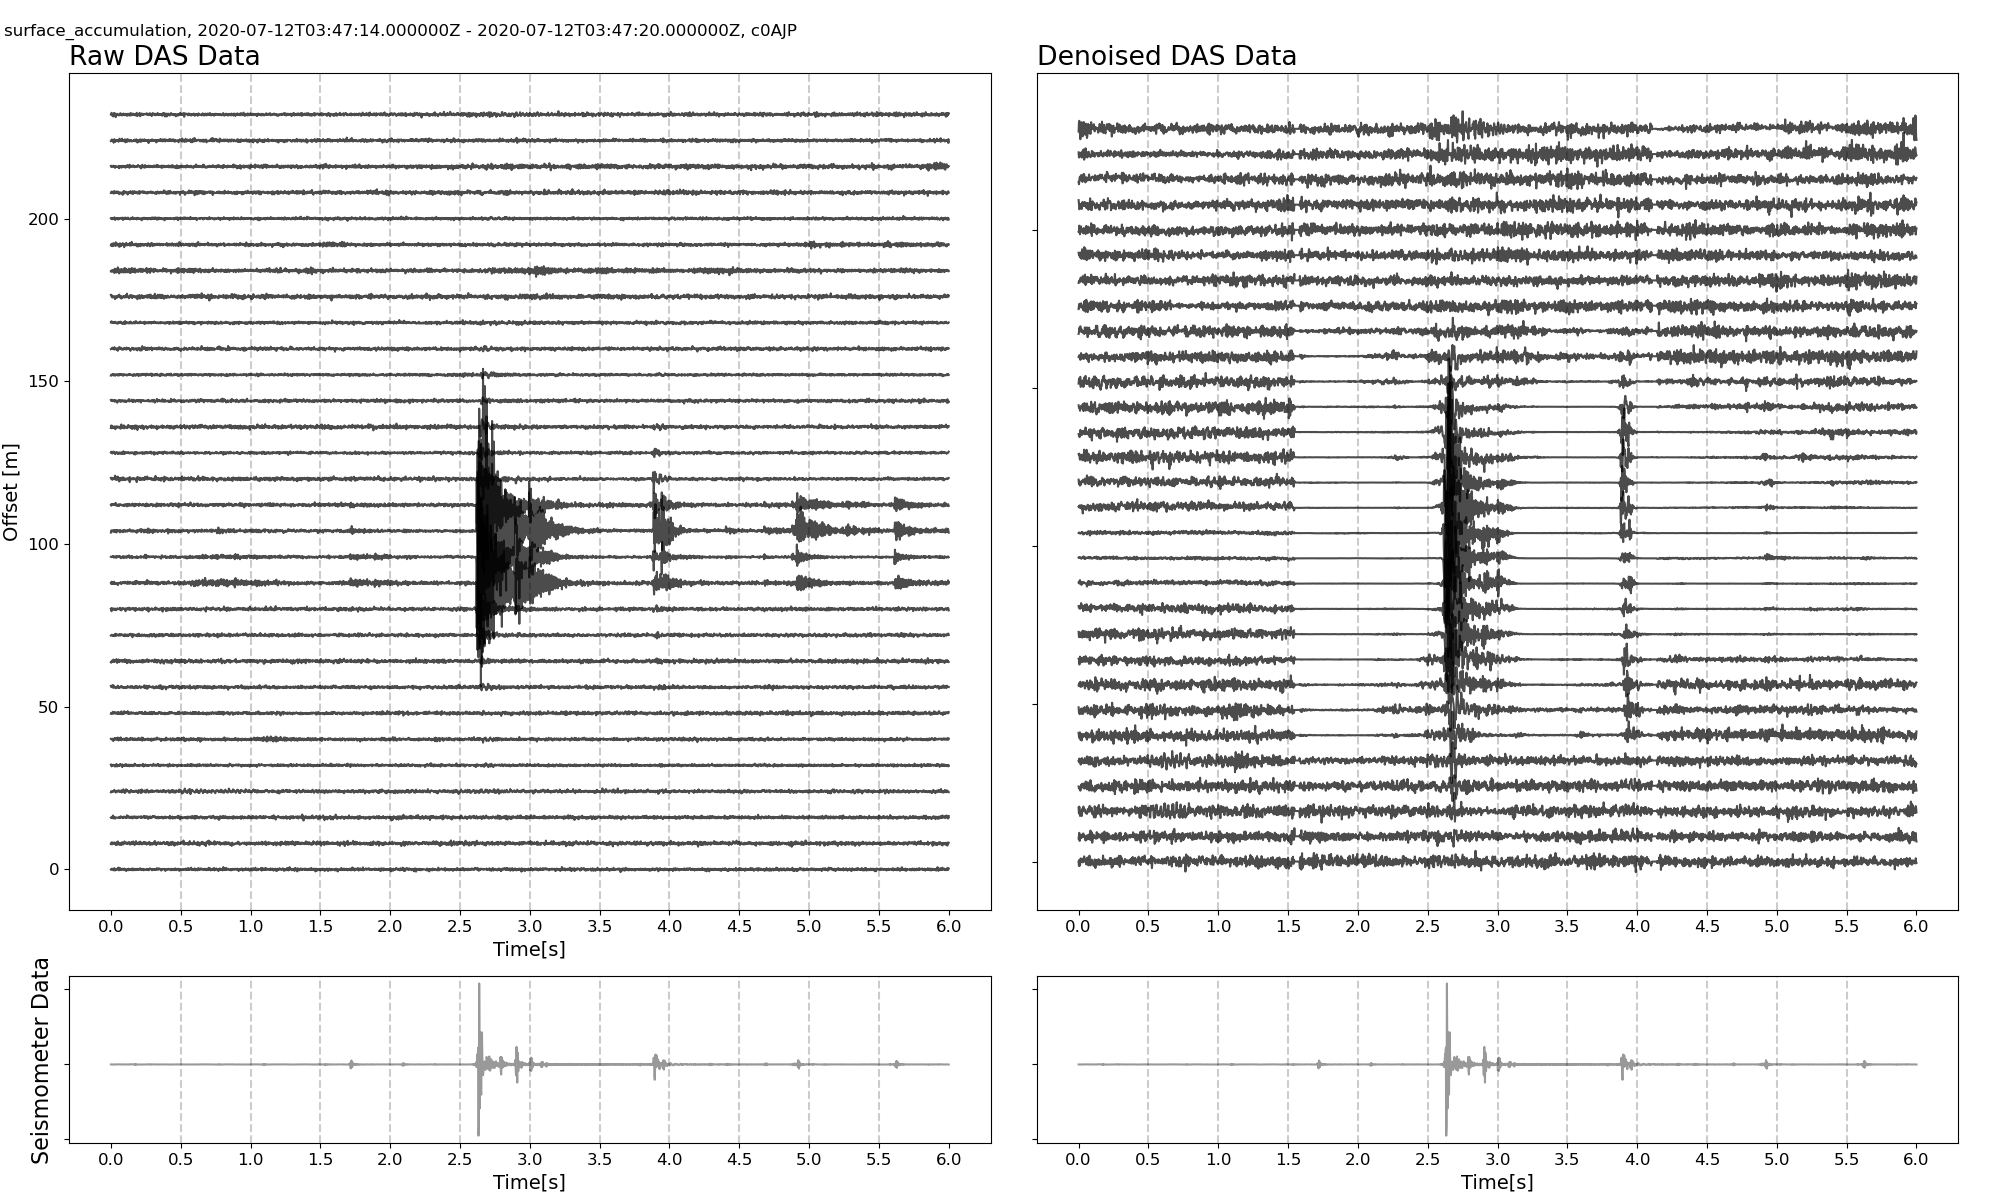 surface_accumulation, 2020-07-12T03:47:14.000000Z - 2020-07-12T03:47:20.000000Z, c0AJP
Raw DAS Data
Denoised DAS Data
Offset [m]
200
150
100
50
0
0.0 0.5 1.0 1.5 2.0 2.5 3.0 3.5 4.0 4.5 5.0 5.5 6.0
Time[s]
0.0 0.5 1.0 1.5 2.0 2.5 3.0 3.5 4.0 4.5 5.0 5.5 6.0
Seismometer Data
0.0 0.5 1.0 1.5 2.0 2.5 3.0 3.5 4.0 4.5 5.0 5.5 6.0
Time[s]
0.0 0.5 1.0 1.5 2.0 2.5 3.0 3.5 4.0 4.5 5.0 5.5 6.0
Time[s]